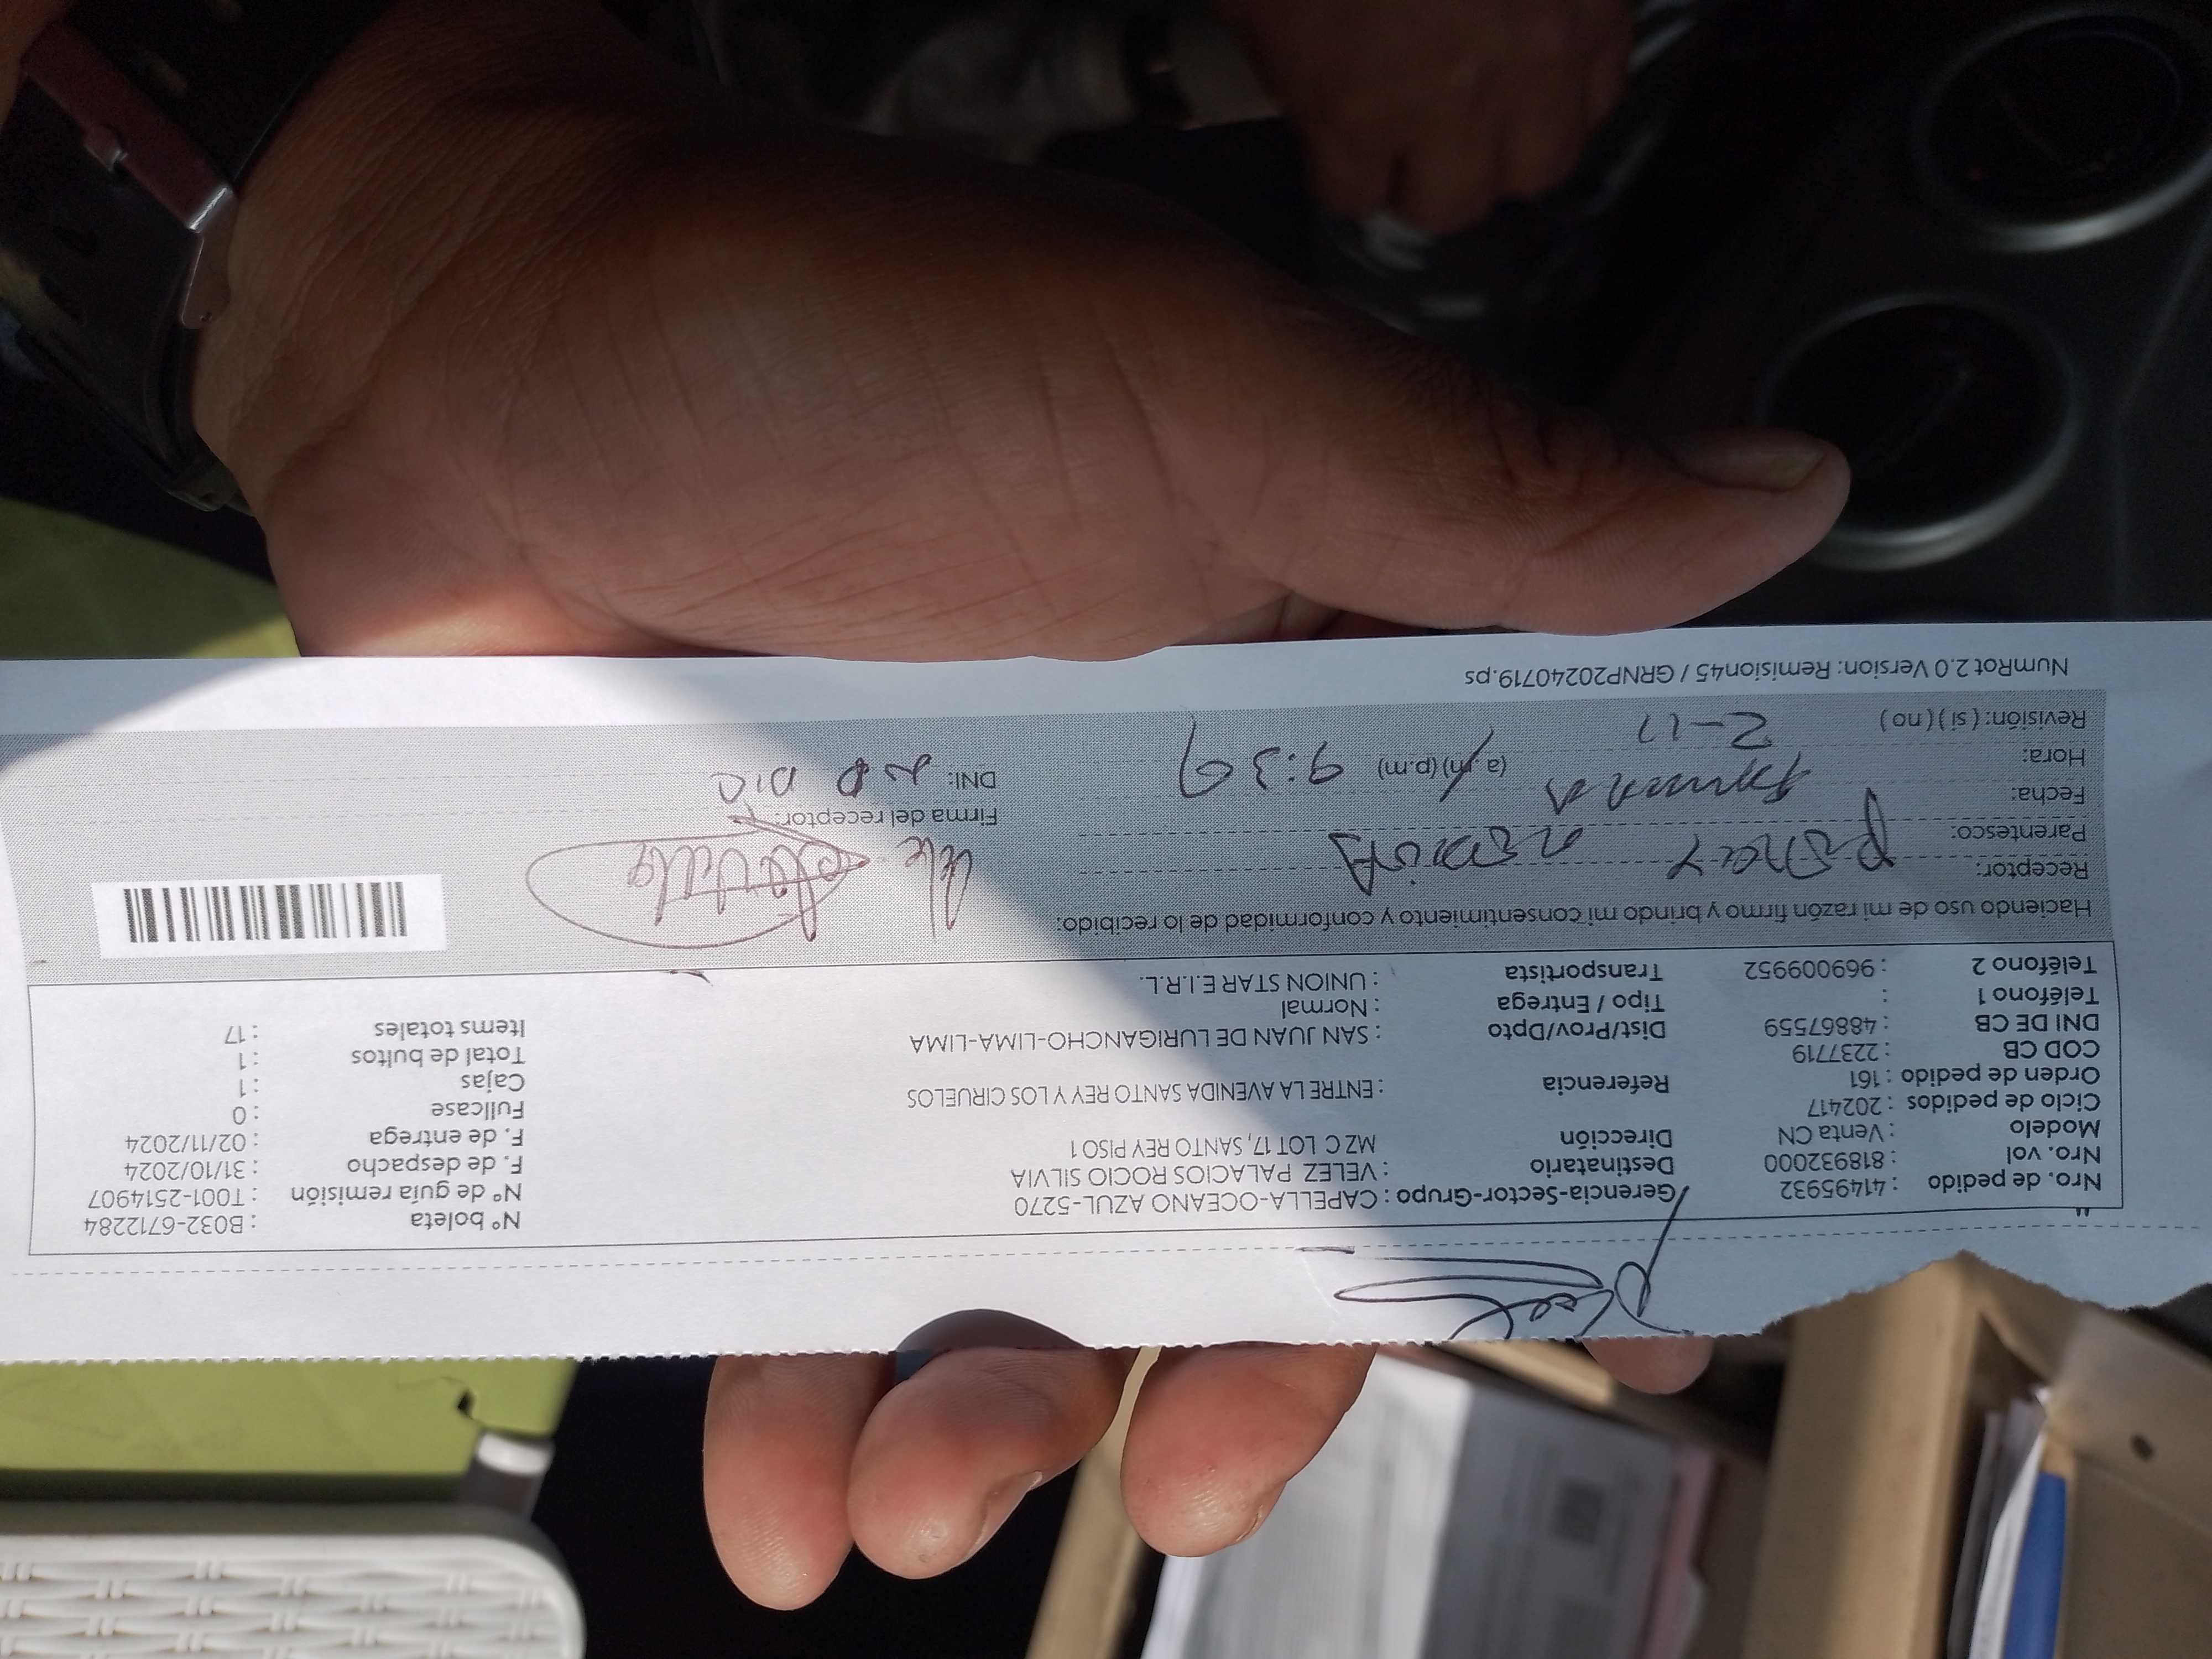 Nro. de pedido : 41495932 Gerencia-Sector-Grupo : CAPELLA-OCEANO AZUL-5270 N° boleta : B032-6712284
Nro. vol : 818932000 Destinatario : VELEZ PALACIOS ROCIO SILVIA N° de guía remisión : T001-2514907
Modelo : Venta CN Dirección MZ C LOT 17, SANTO REY PISO 1 F. de despacho : 31/10/2024
Ciclo de pedidos : 202417 F. de entrega : 02/11/2024
Orden de pedido : 161 Referencia : ENTRE LA AVENIDA SANTO REY Y LOS CIRUELOS Fullcase : 0
COD CB : 2237719 Cajas : 1
DNI DE CB : 48867559 Dist/Prov/Dpto : SAN JUAN DE LURIGANCHO-LIMA-LIMA Total de bultos : 1
Teléfono 1 : Tipo / Entrega : Normal Items totales : 17
Teléfono 2 : 969009952 Transportista : UNION STAR E.I.R.L.
Haciendo uso de mi razón firmo y brindo mi consentimiento y conformidad de lo recibido:
Receptor:
Parentesco: Firma del receptor:
Fecha: DNI:
Hora: (a.m) (p.m) 9:39
Revisión: ( si ) ( no ) 2-17
NumRot 2.0 Version: Remision45 / GRNP20240719.ps